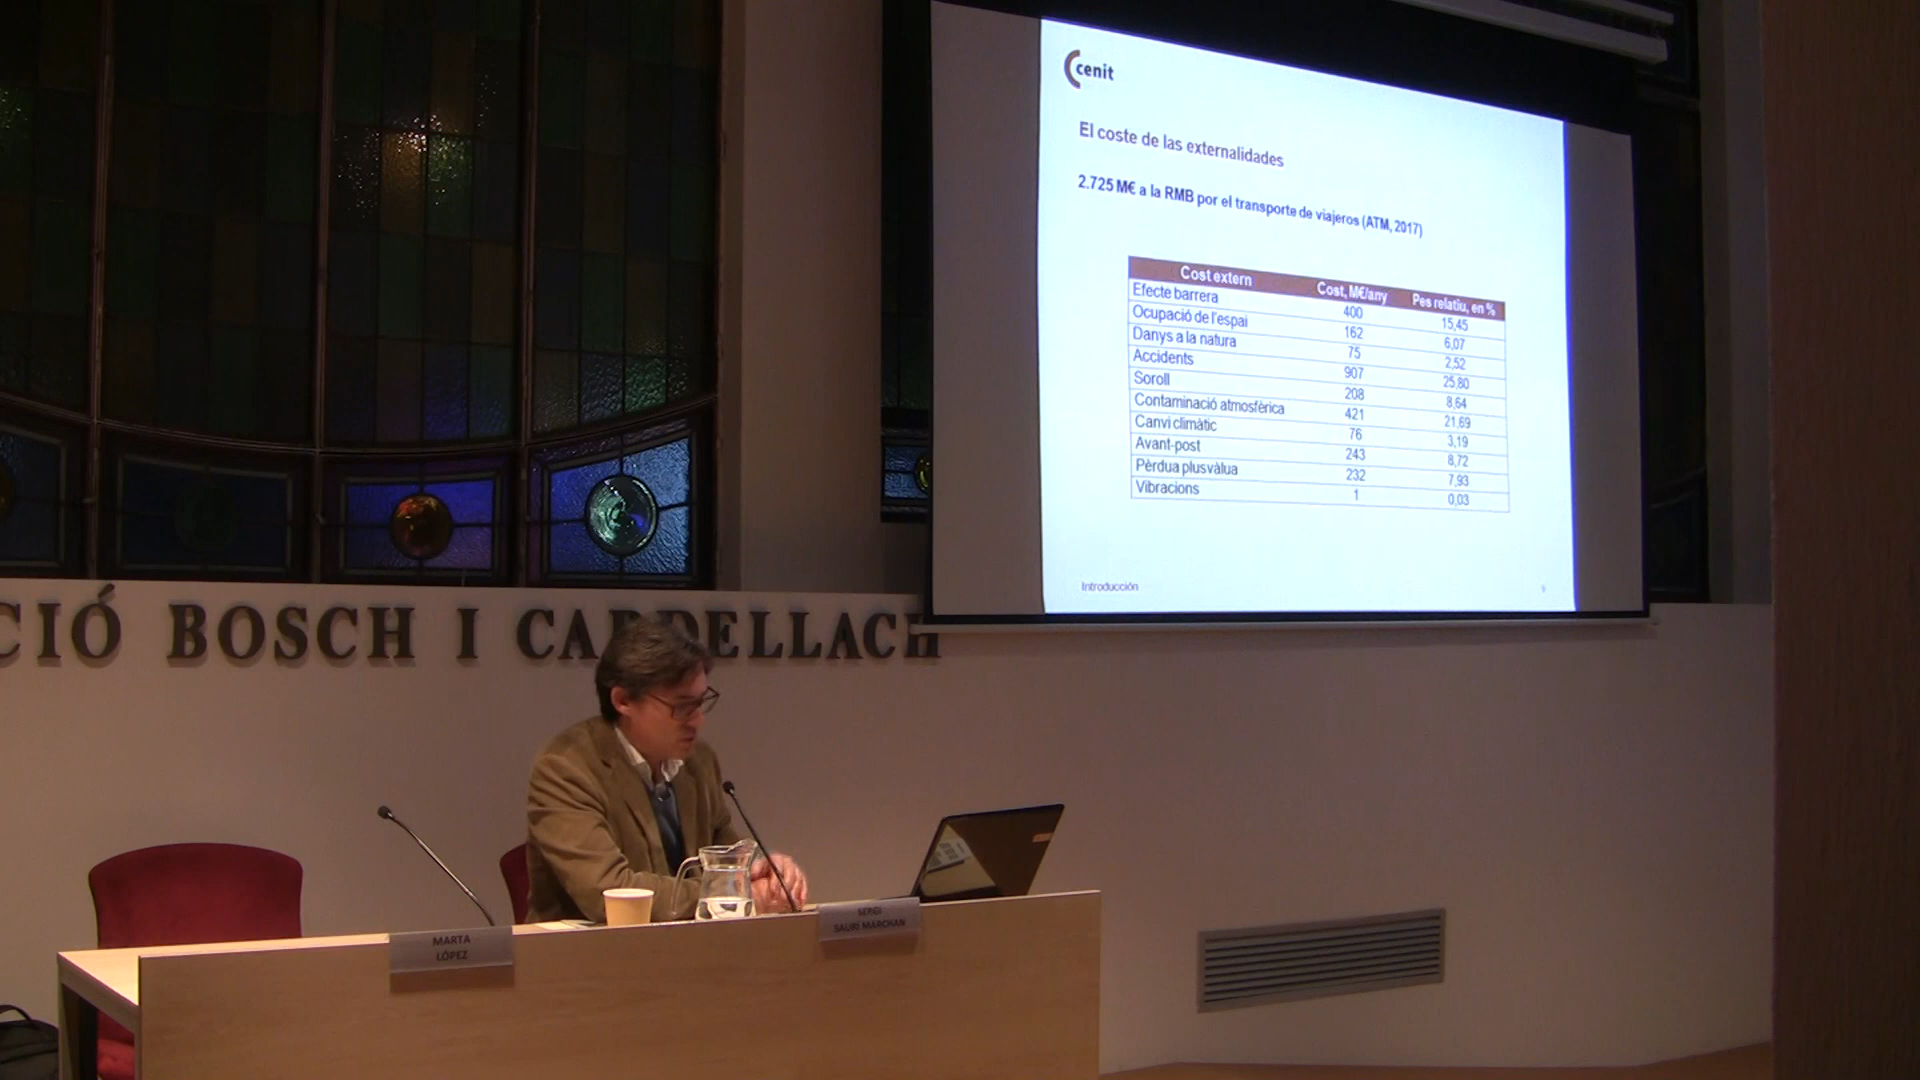 cenit
El coste de las externalidades
2.725 M€ a la RMB por el transporte de viajeros (ATM, 2017)
Cost extern Cost, M€/any Pes relatiu, en %
Efecte barrera 400 15,45
Ocupació de l'espai 162 6,07
Danys a la natura 75 2,52
Accidents 907 25,80
Soroll 208 8,64
Contaminació atmosfèrica 421 21,69
Canvi climàtic 76 3,19
Avant-post 243 8,72
Pèrdua plusvàlua 232 7,93
Vibracions 1 0,03
Introducción
CIÓ BOSCH I CARDELLACH
MARTA
LÓPEZ
SERGI
SAURÍ MARCHAN